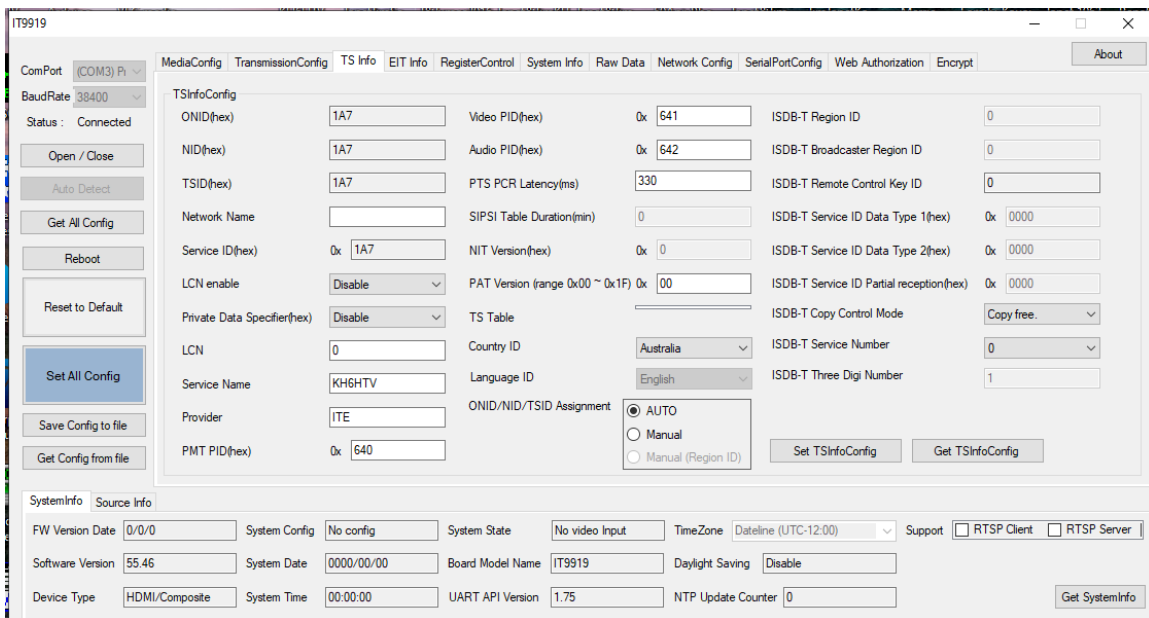 IT9919
About
ComPort (COM3) Pr
BaudRate 38400
Status : Connected
Open / Close
Auto Detect
Get All Config
Reboot
Reset to Default
Set All Config
Save Config to file
Get Config from file
MediaConfig TransmissionConfig TS Info EIT Info RegisterControl System Info Raw Data Network Config SerialPortConfig Web Authorization Encrypt
TSInfoConfig
ONID(hex) 1A7
NID(hex) 1A7
TSID(hex) 1A7
Network Name
Service ID(hex) 0x 1A7
LCN enable Disable
Private Data Specifier(hex) Disable
LCN 0
Service Name KH6HTV
Provider ITE
PMT PID(hex) 0x 640
Video PID(hex) 0x 641
Audio PID(hex) 0x 642
PTS PCR Latency(ms) 330
SIPSI Table Duration(min) 0
NIT Version(hex) 0x 0
PAT Version (range 0x00 ~ 0x1F) 0x 00
TS Table
Country ID Australia
Language ID English
ONID/NID/TSID Assignment AUTO
Manual
Manual (Region ID)
ISDB-T Region ID 0
ISDB-T Broadcaster Region ID 0
ISDB-T Remote Control Key ID 0
ISDB-T Service ID Data Type 1(hex) 0x 0000
ISDB-T Service ID Data Type 2(hex) 0x 0000
ISDB-T Service ID Partial reception(hex) 0x 0000
ISDB-T Copy Control Mode Copy free.
ISDB-T Service Number 0
ISDB-T Three Digi Number 1
Set TSInfoConfig Get TSInfoConfig
SystemInfo Source Info
FW Version Date 0/0/0 System Config No config System State No video Input TimeZone Dateline (UTC-12:00) Support RTSP Client RTSP Server
Software Version 55.46 System Date 0000/00/00 Board Model Name IT9919 Daylight Saving Disable
Device Type HDMI/Composite System Time 00:00:00 UART API Version 1.75 NTP Update Counter 0 Get SystemInfo